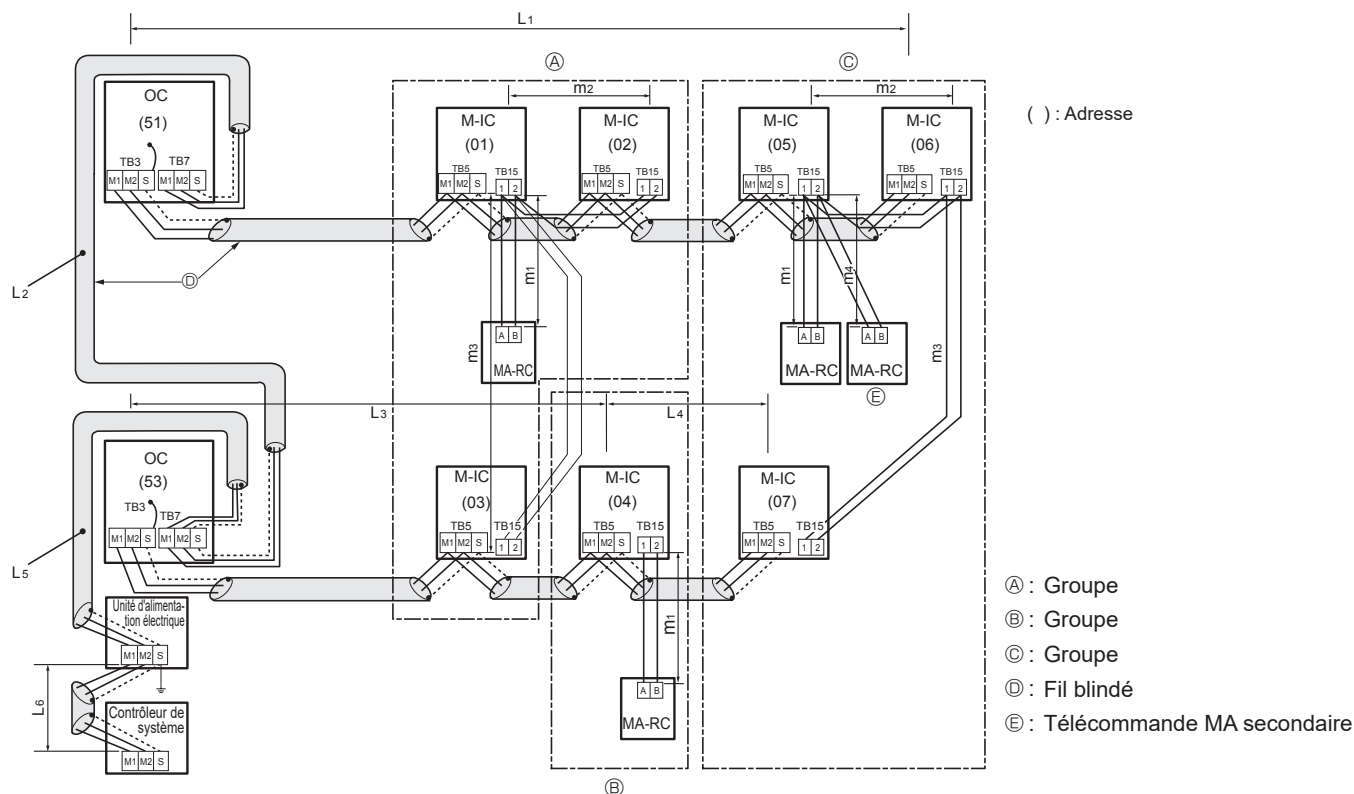 L1
Ⓐ
Ⓒ
m2
m2
OC
(51)
TB3
TB7
M1 M2 S
M1 M2 S
M-IC
(01)
TB5
TB15
M1 M2 S
1 2
M-IC
(02)
TB5
TB15
M1 M2 S
1 2
M-IC
(05)
TB5
TB15
M1 M2 S
1 2
M-IC
(06)
TB5
TB15
M1 M2 S
1 2
( ) : Adresse
L2
Ⓓ
m1
m3
m1
m4
m3
A B
MA-RC
A B
MA-RC
A B
MA-RC
Ⓔ
L3
L4
OC
(53)
TB3
TB7
M1 M2 S
M1 M2 S
M-IC
(03)
TB5
TB15
M1 M2 S
1 2
M-IC
(04)
TB5
TB15
M1 M2 S
1 2
M-IC
(07)
TB5
TB15
M1 M2 S
1 2
L5
Unité d'alimenta-
tion électrique
M1 M2 S
m1
A B
MA-RC
L6
Contrôleur de
système
M1 M2 S
Ⓑ
Ⓐ : Groupe
Ⓑ : Groupe
Ⓒ : Groupe
Ⓓ : Fil blindé
Ⓔ : Télécommande MA secondaire